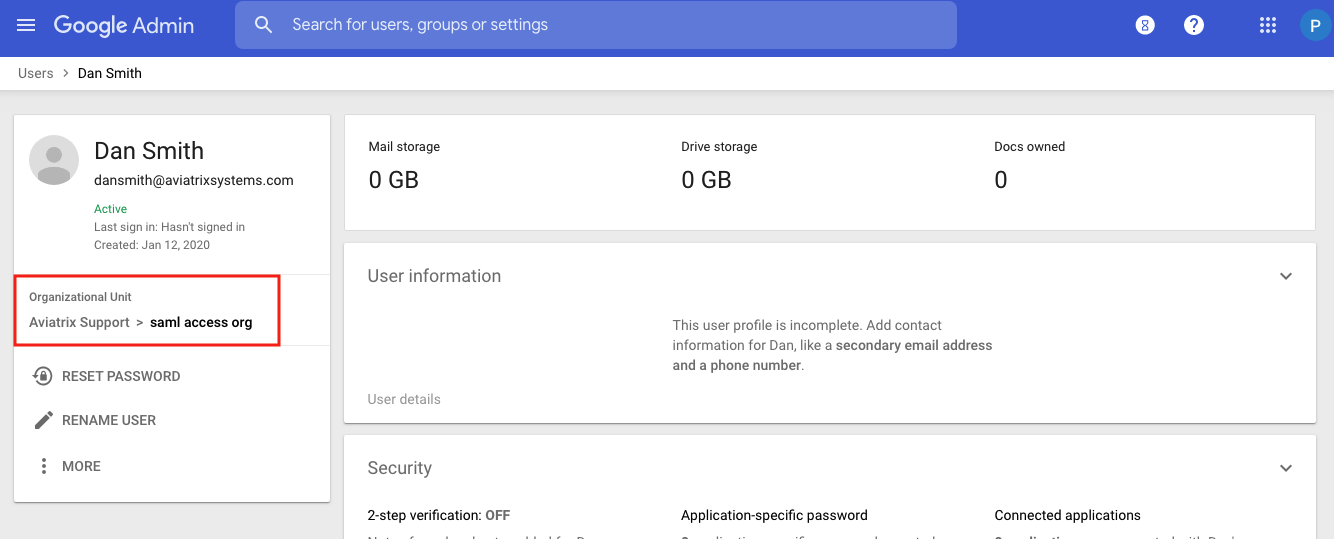 Google Admin
Search for users, groups or settings
P
Users > Dan Smith
Dan Smith
dansmith@aviatrixsystems.com
Active
Last sign in: Hasn't signed in
Created: Jan 12, 2020
Organizational Unit
Aviatrix Support > saml access org
RESET PASSWORD
RENAME USER
MORE
Mail storage
0 GB
Drive storage
0 GB
Docs owned
0
User information
This user profile is incomplete. Add contact
information for Dan, like a secondary email address
and a phone number.
User details
Security
2-step verification: OFF
Application-specific password
Connected applications